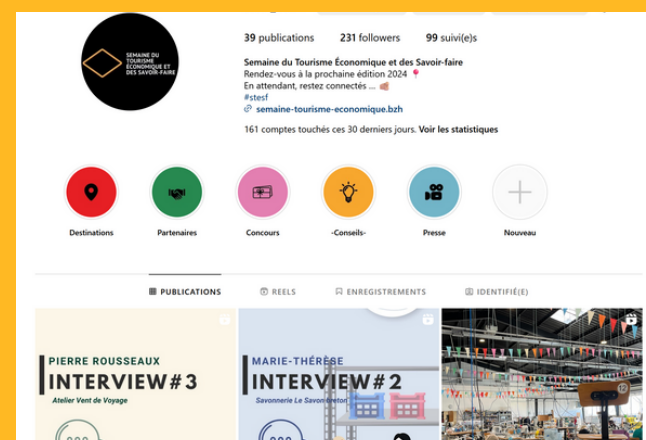 39 publications 231 followers 99 suivi(e)s
SEMAINE DU
TOURISME
ÉCONOMIQUE ET
DES SAVOIR-FAIRE
Semaine du Tourisme Économique et des Savoir-faire
Rendez-vous à la prochaine édition 2024
En attendant, restez connectés ...
#stesf
semaine-tourisme-economique.bzh
161 comptes touchés ces 30 derniers jours. Voir les statistiques
Destinations Partenaires Concours -Conseils- Presse Nouveau
PUBLICATIONS REELS ENREGISTREMENTS IDENTIFIÉ(E)
PIERRE ROUSSEAUX
INTERVIEW#3
Atelier Vent de Voyage
MARIE-THÉRÈSE
INTERVIEW#2
Savonnerie Le Savon breton
12